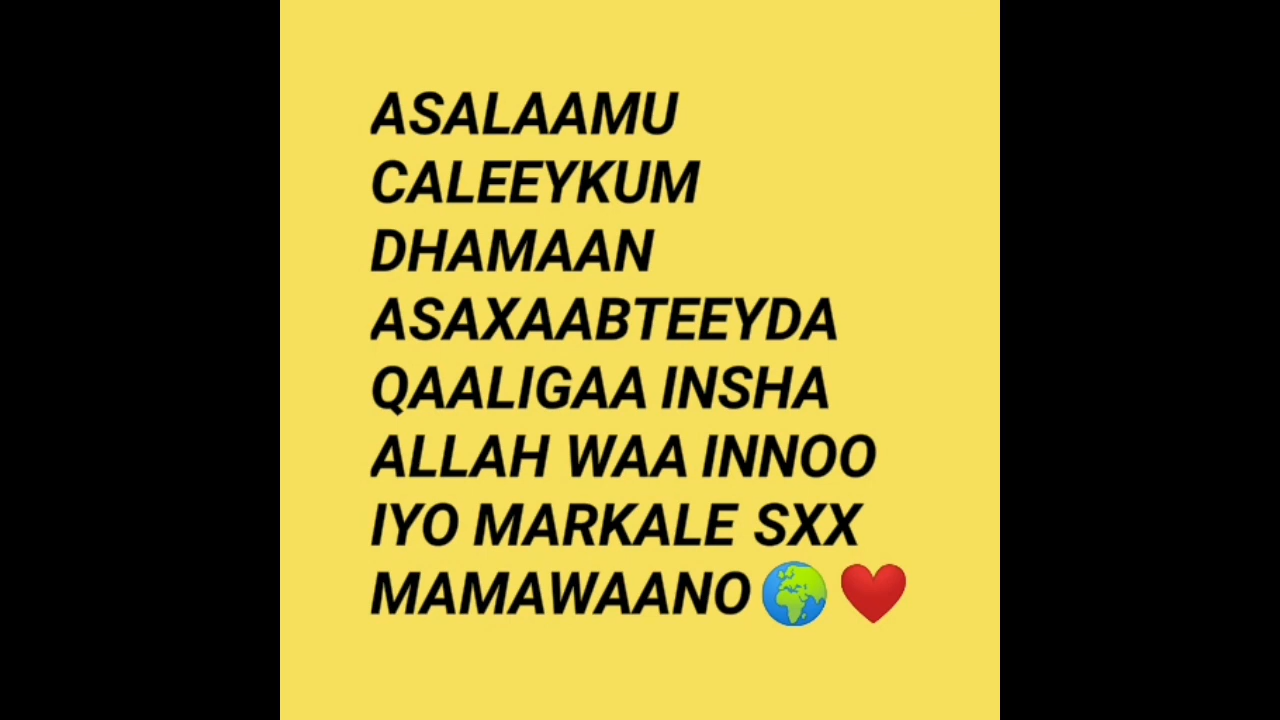 ASALAAMU
CALEEYKUM
DHAMAAN
ASAXAABTEEYDA
QAALIGAA INSHA
ALLAH WAA INNOO
IYO MARKALE SXX
MAMAWAANO🌍❤️